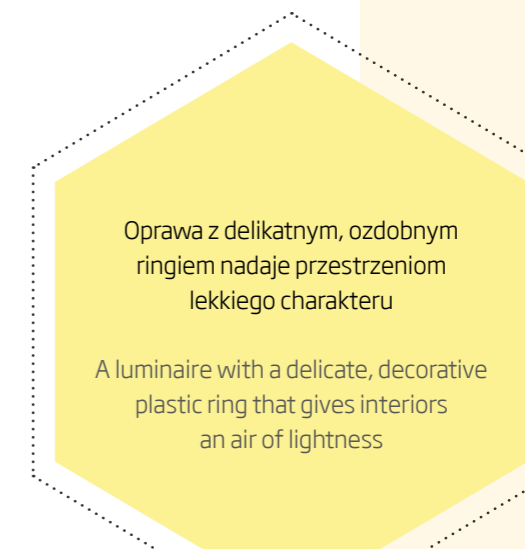 Oprawa z delikatnym, ozdobnym
ringiem nadaje przestrzeniom
lekkiego charakteru
A luminaire with a delicate, decorative
plastic ring that gives interiors
an air of lightness